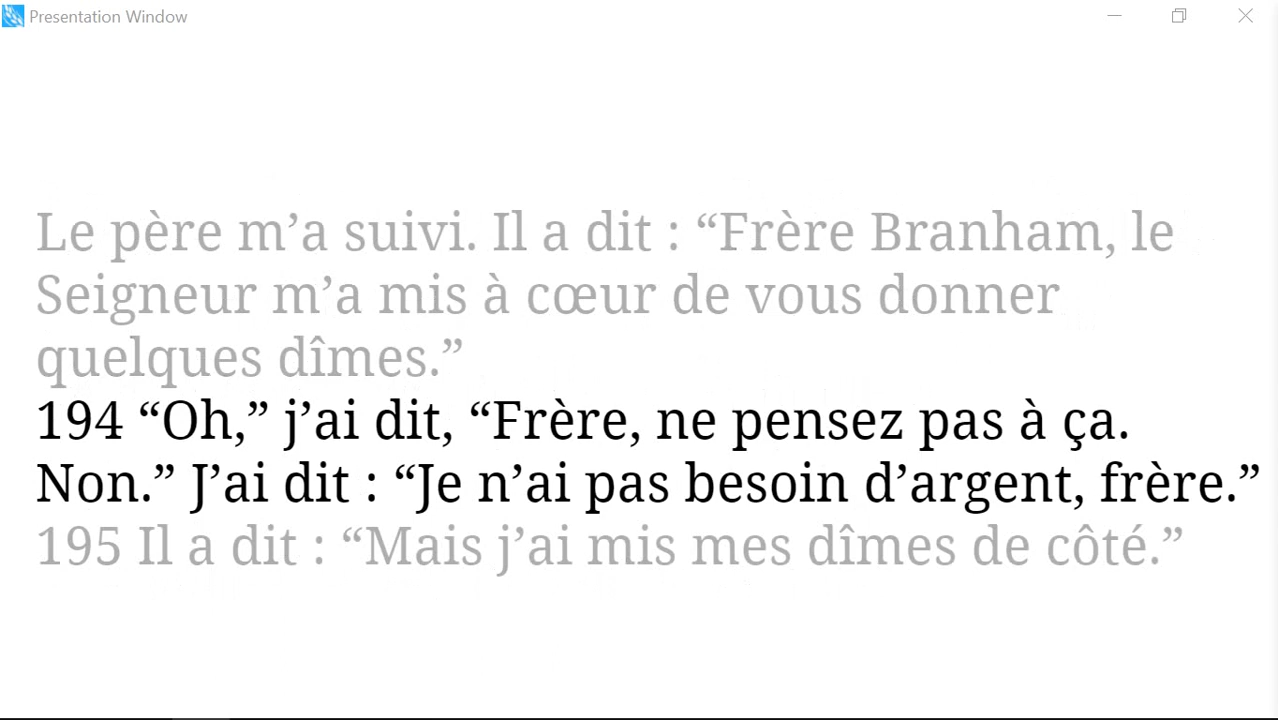 Presentation Window
Le père m’a suivi. Il a dit : “Frère Branham, le
Seigneur m’a mis à cœur de vous donner
quelques dîmes.”
194 “Oh,” j’ai dit, “Frère, ne pensez pas à ça.
Non.” J’ai dit : “Je n’ai pas besoin d’argent, frère.”
195 Il a dit : “Mais j’ai mis mes dîmes de côté.”